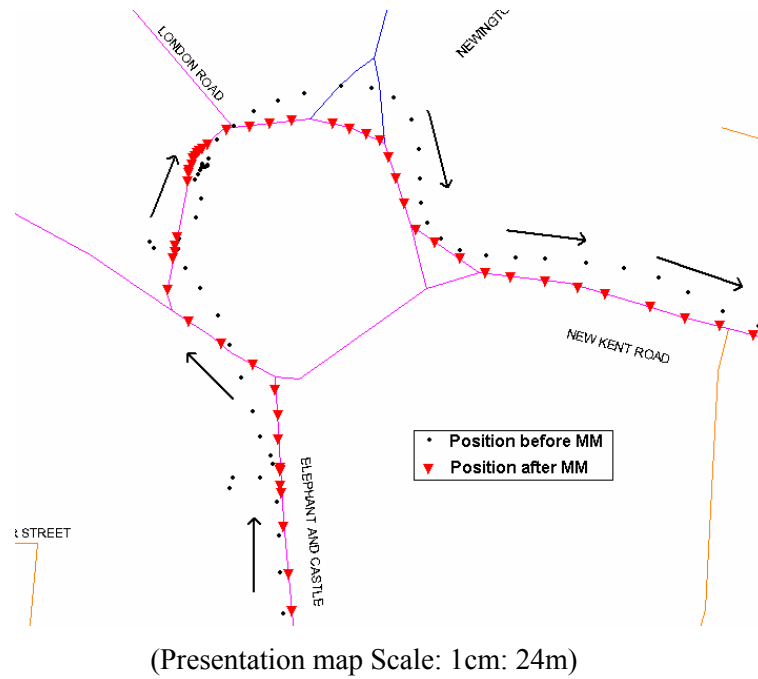 LONDON ROAD
NEWINGTO
NEW KENT ROAD
Position before MM
Position after MM
ELEPHANT AND CASTLE
R STREET
(Presentation map Scale: 1cm: 24m)